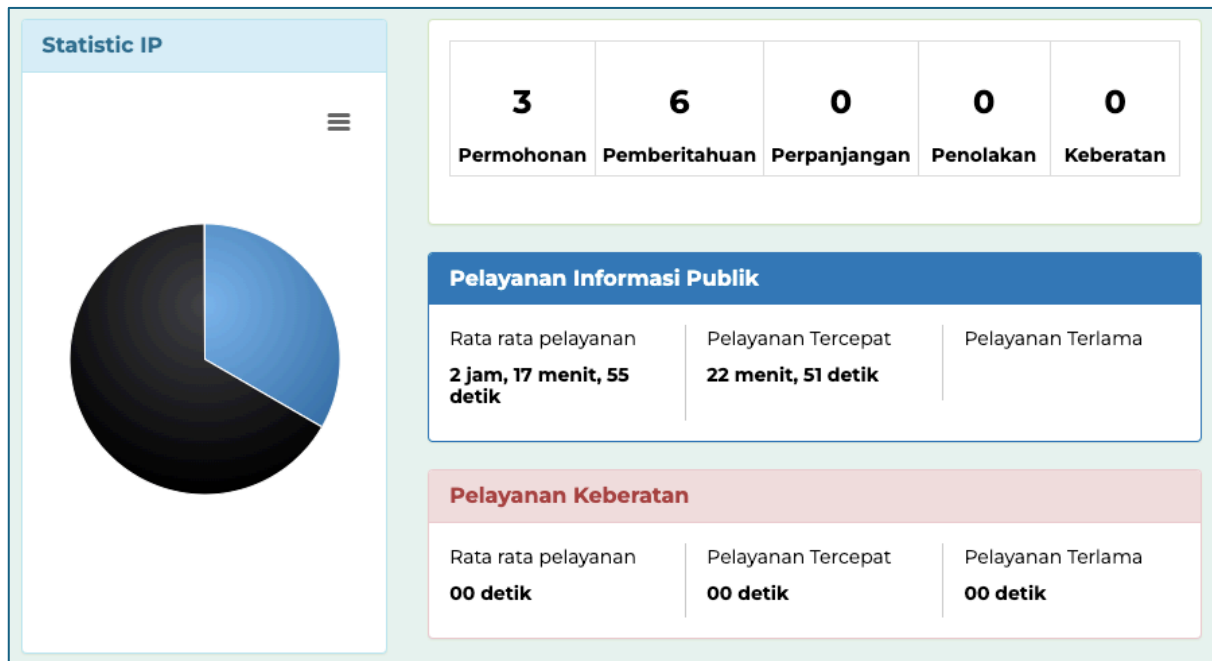 Statistic IP
3 6 0 0 0
Permohonan Pemberitahuan Perpanjangan Penolakan Keberatan
Pelayanan Informasi Publik
Rata rata pelayanan
2 jam, 17 menit, 55
detik
Pelayanan Tercepat
22 menit, 51 detik
Pelayanan Terlama
Pelayanan Keberatan
Rata rata pelayanan
00 detik
Pelayanan Tercepat
00 detik
Pelayanan Terlama
00 detik